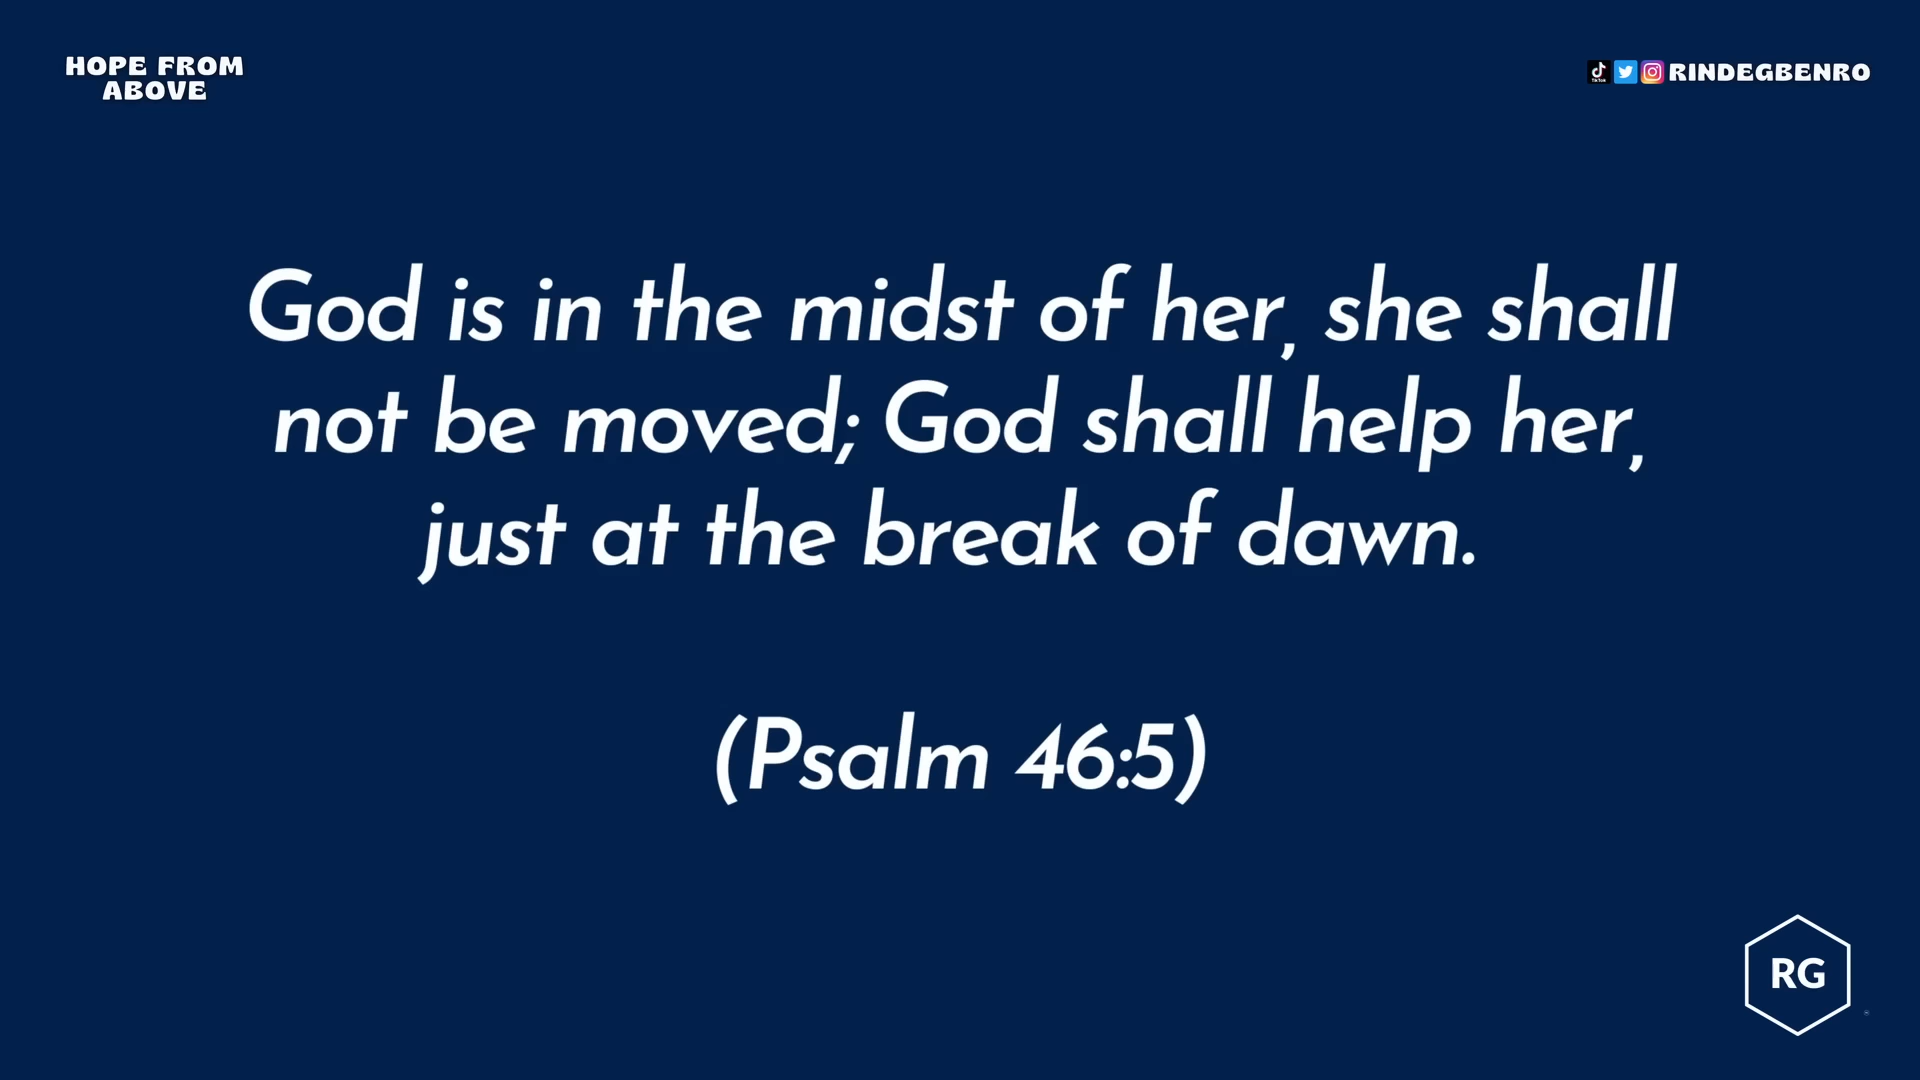 HOPE FROM
ABOVE
TikTok
RINDEGBENRO
God is in the midst of her, she shall
not be moved; God shall help her,
just at the break of dawn.
(Psalm 46:5)
RG